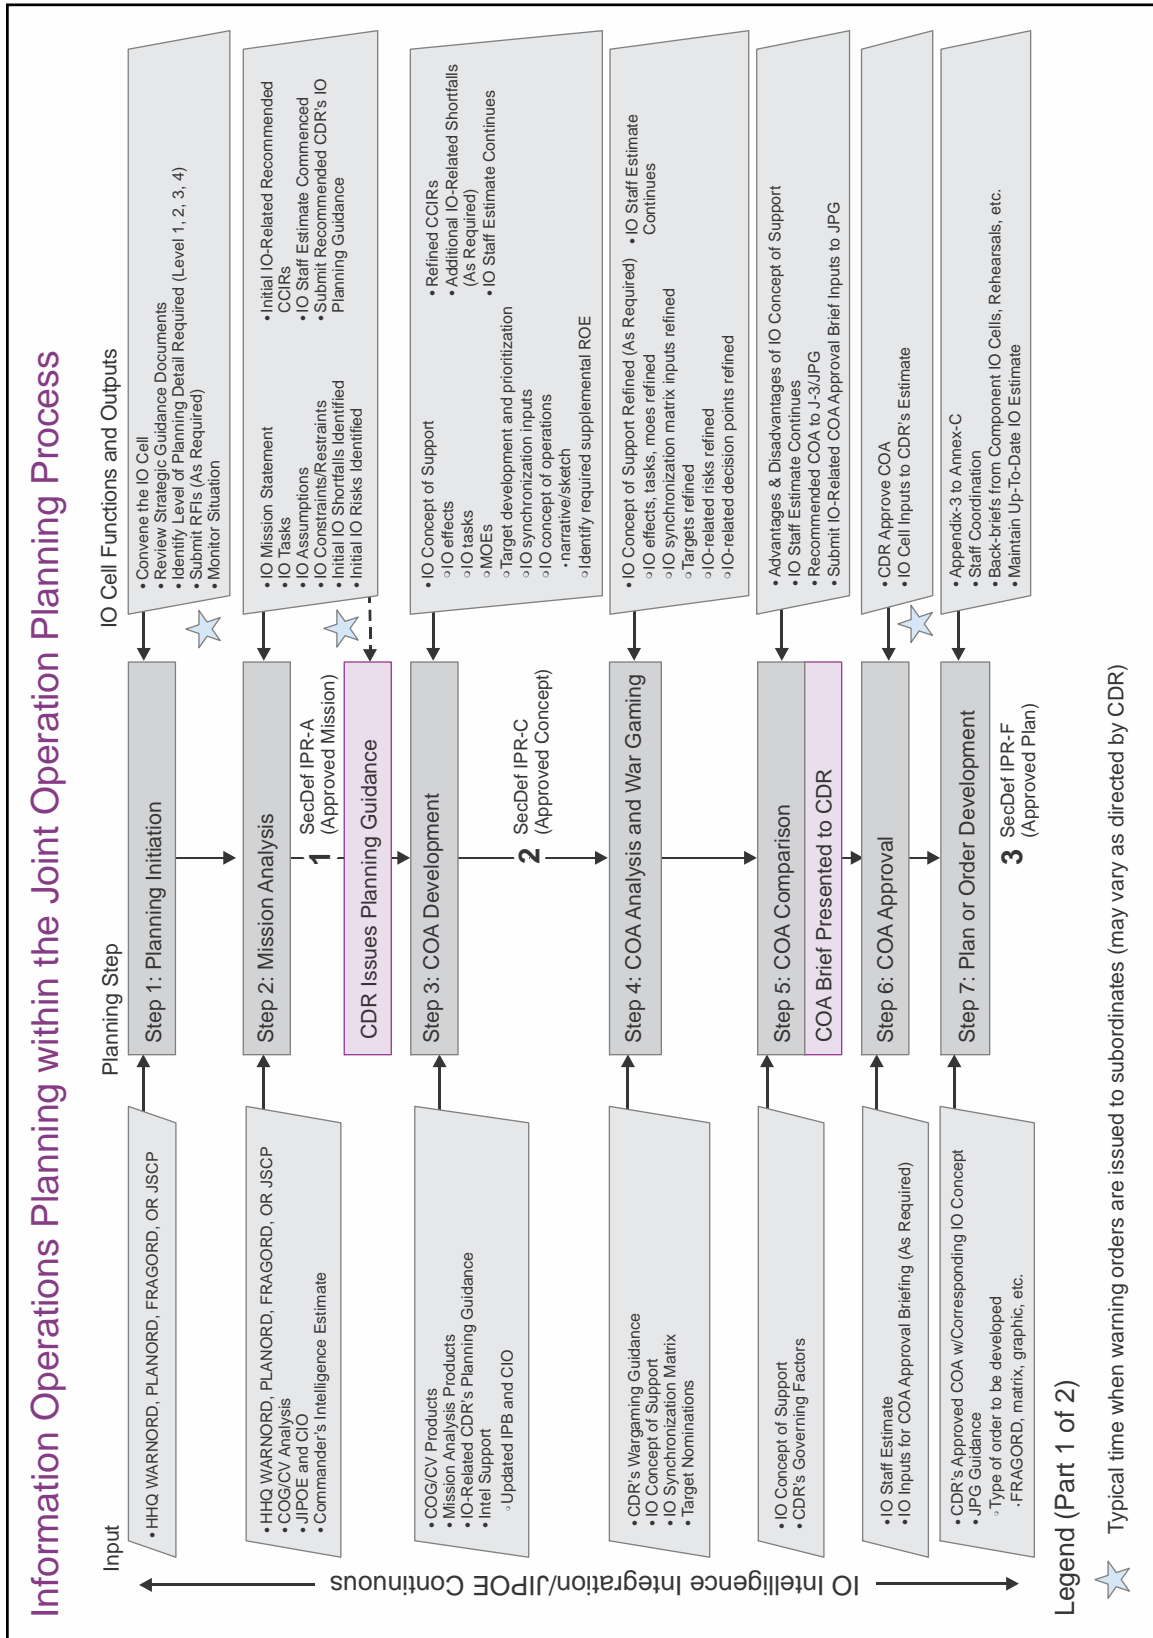 Information Operations Planning within the Joint Operation Planning Process
Input
Planning Step
IO Cell Functions and Outputs
IO Intelligence Integration/JIPOE Continuous
• HHQ WARNORD, PLANORD, FRAGORD, OR JSCP
Step 1: Planning Initiation
• Convene the IO Cell
• Review Strategic Guidance Documents
• Identify Level of Planning Detail Required (Level 1, 2, 3, 4)
• Submit RFIs (As Required)
• Monitor Situation
• HHQ WARNORD, PLANORD, FRAGORD, OR JSCP
• COG/CV Analysis
• JIPOE and CIO
• Commander's Intelligence Estimate
Step 2: Mission Analysis
• IO Mission Statement
• IO Tasks
• IO Assumptions
• IO Constraints/Restraints
• Initial IO Shortfalls Identified
• Initial IO Risks Identified
• Initial IO-Related Recommended
CCIRs
• IO Staff Estimate Commenced
• Submit Recommended CDR's IO
Planning Guidance
1
SecDef IPR-A
(Approved Mission)
CDR Issues Planning Guidance
• COG/CV Products
• Mission Analysis Products
• IO-Related CDR's Planning Guidance
• Intel Support
◦ Updated IPB and CIO
Step 3: COA Development
• IO Concept of Support
◦ IO effects
◦ IO tasks
◦ MOEs
◦ Target development and prioritization
◦ IO synchronization inputs
◦ IO concept of operations
• narrative/sketch
◦ Identify required supplemental ROE
• Refined CCIRs
• Additional IO-Related Shortfalls
(As Required)
• IO Staff Estimate Continues
2
SecDef IPR-C
(Approved Concept)
• CDR's Wargaming Guidance
• IO Concept of Support
• IO Synchronization Matrix
• Target Nominations
Step 4: COA Analysis and War Gaming
• IO Concept of Support Refined (As Required)
◦ IO effects, tasks, moes refined
◦ IO synchronization matrix inputs refined
◦ Targets refined
◦ IO-related risks refined
◦ IO-related decision points refined
• IO Staff Estimate
Continues
• IO Concept of Support
• CDR's Governing Factors
Step 5: COA Comparison
COA Brief Presented to CDR
• Advantages & Disadvantages of IO Concept of Support
• IO Staff Estimate Continues
• Recommended COA to J-3/JPG
• Submit IO-Related COA Approval Brief Inputs to JPG
• IO Staff Estimate
• IO Inputs for COA Approval Briefing (As Required)
Step 6: COA Approval
• CDR Approve COA
• IO Cell Inputs to CDR's Estimate
• CDR's Approved COA w/Corresponding IO Concept
• JPG Guidance
◦ Type of order to be developed
. FRAGORD, matrix, graphic, etc.
Step 7: Plan or Order Development
• Appendix-3 to Annex-C
• Staff Coordination
• Back-briefs from Component IO Cells, Rehearsals, etc.
• Maintain Up-To-Date IO Estimate
3
SecDef IPR-F
(Approved Plan)
Legend (Part 1 of 2)
Typical time when warning orders are issued to subordinates (may vary as directed by CDR)